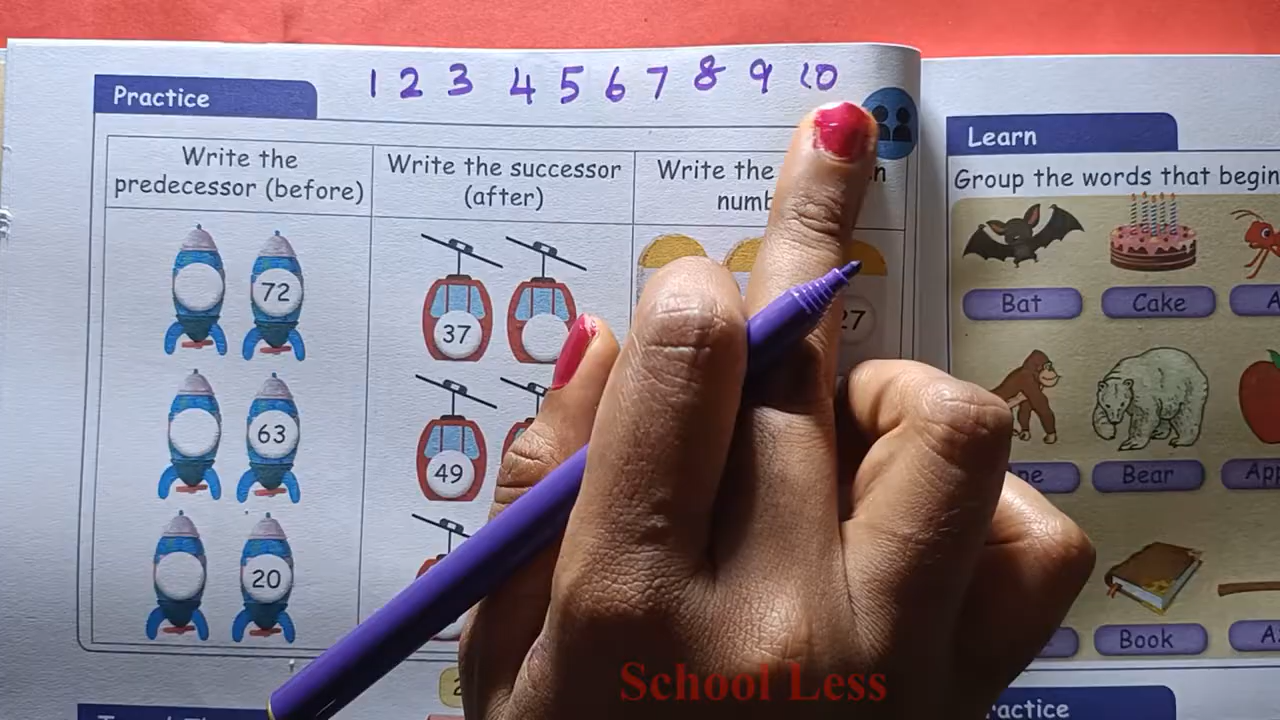 1 2 3 4 5 6 7 8 9 10
Practice
Write the
predecessor (before)
Write the successor
(after)
Write the
72
37
27
63
49
20
Learn
Group the words that begin
Bat
Cake
Bear
Book
School Less